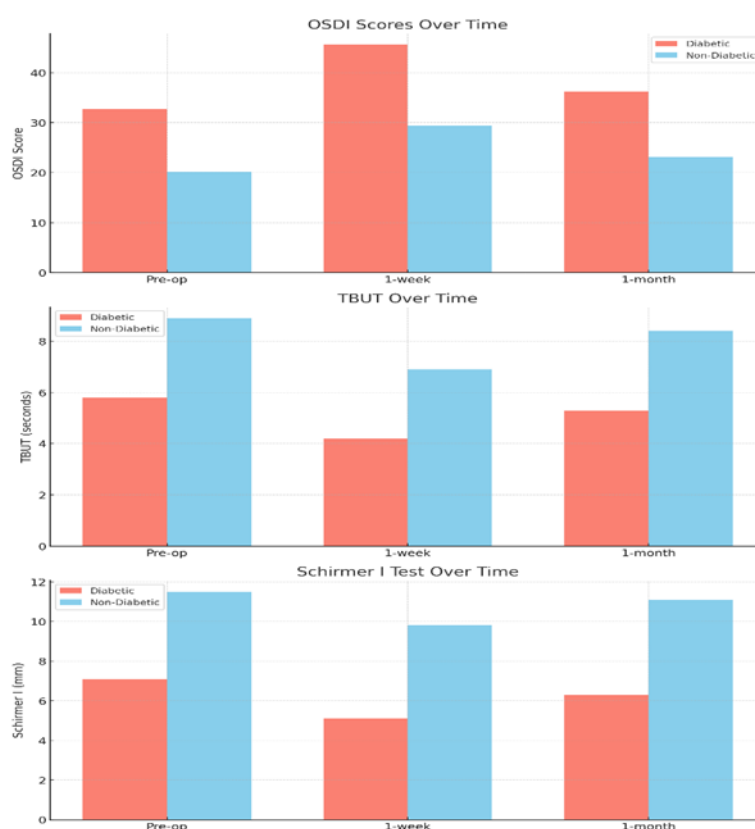 OSDI Scores Over Time
Diabetic
Non-Diabetic
OSDI Score
40
30
20
10
0
Pre-op 1-week 1-month
TBUT Over Time
Diabetic
Non-Diabetic
TBUT (seconds)
8
6
4
2
0
Pre-op 1-week 1-month
Schirmer I Test Over Time
Diabetic
Non-Diabetic
Schirmer I (mm)
12
10
8
6
4
2
0
Pre-op 1-week 1-month